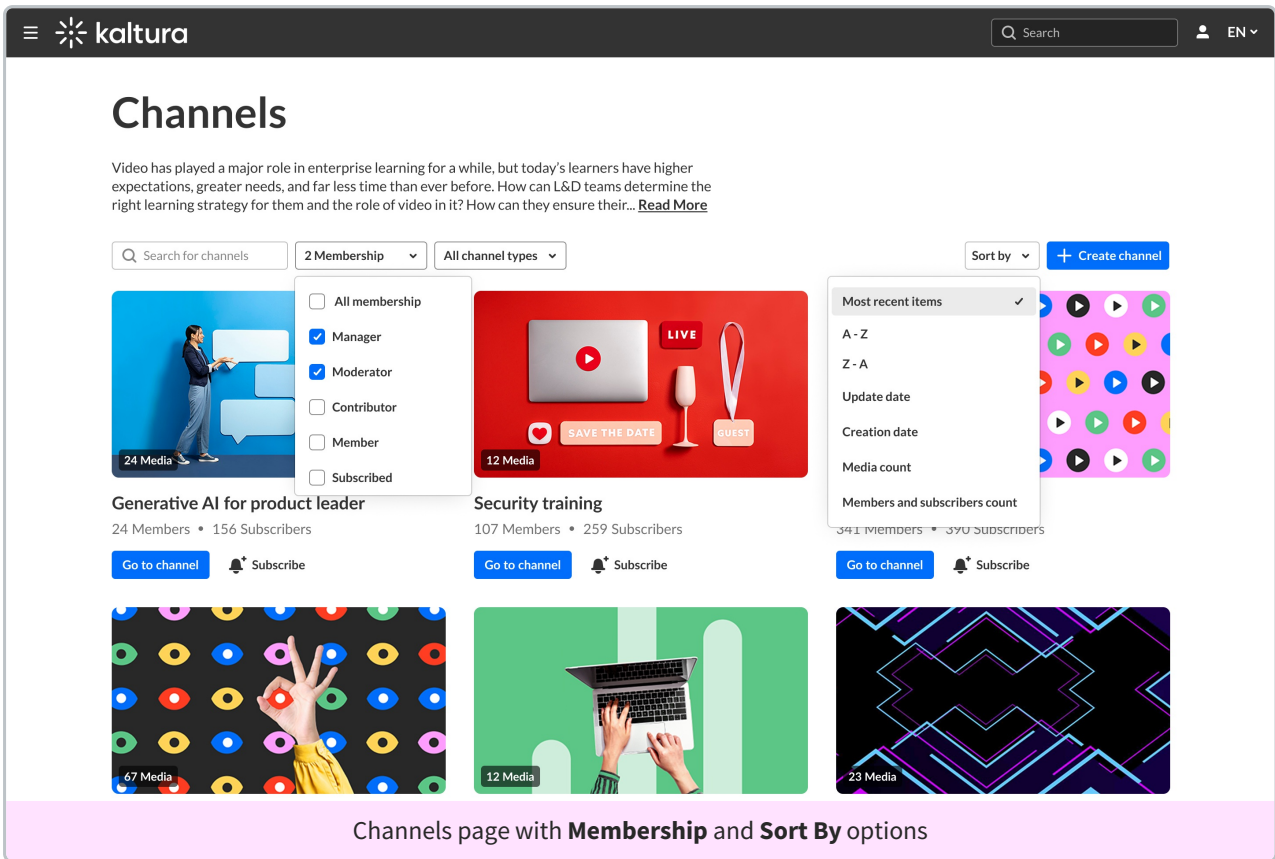 kaltura
Search
EN
Channels
Video has played a major role in enterprise learning for a while, but today's learners have higher
expectations, greater needs, and far less time than ever before. How can L&D teams determine the
right learning strategy for them and the role of video in it? How can they ensure their... Read More
Search for channels
2 Membership
All channel types
Sort by
Create channel
All membership
Manager
Moderator
Contributor
Member
Subscribed
Most recent items
A - Z
Z - A
Update date
Creation date
Media count
Members and subscribers count
24 Media
LIVE
SAVE THE DATE
GUEST
12 Media
Generative AI for product leader
24 Members • 156 Subscribers
Go to channel
Subscribe
Security training
107 Members • 259 Subscribers
Go to channel
Subscribe
341 Members • 390 Subscribers
Go to channel
Subscribe
67 Media
12 Media
23 Media
Channels page with Membership and Sort By options